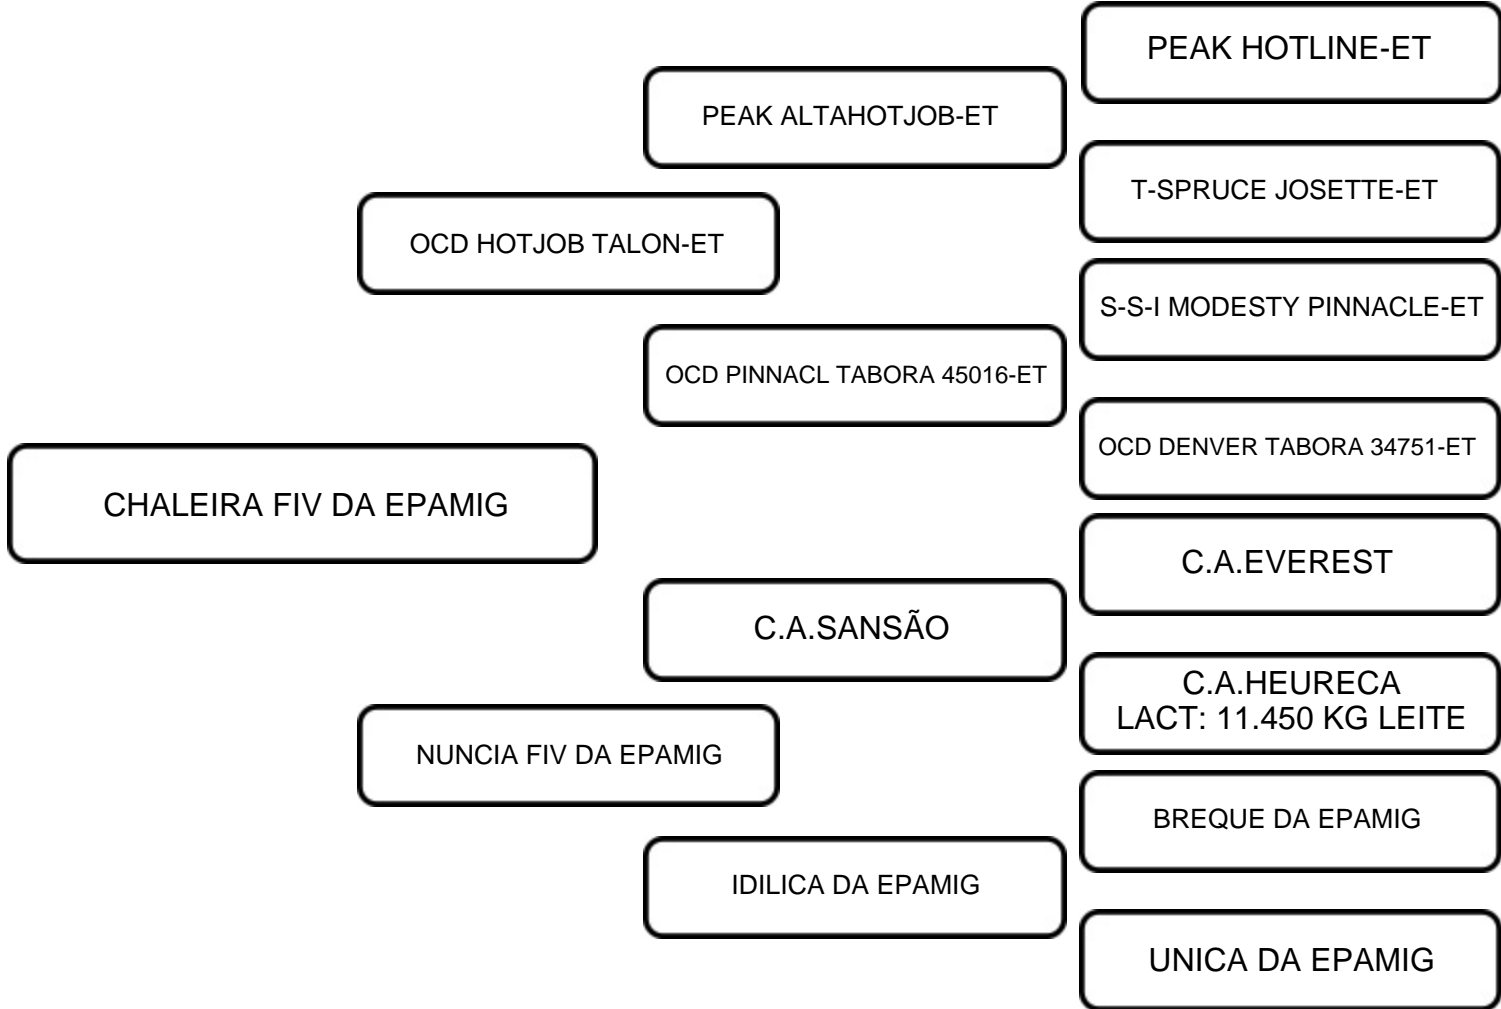 PEAK HOTLINE-ET
PEAK ALTAHOTJOB-ET
T-SPRUCE JOSETTE-ET
OCD HOTJOB TALON-ET
S-S-I MODESTY PINNACLE-ET
OCD PINNACL TABORA 45016-ET
OCD DENVER TABORA 34751-ET
CHALEIRA FIV DA EPAMIG
C.A.EVEREST
C.A.SANSÃO
C.A.HEURECA
LACT: 11.450 KG LEITE
NUNCIA FIV DA EPAMIG
BREQUE DA EPAMIG
IDILICA DA EPAMIG
UNICA DA EPAMIG